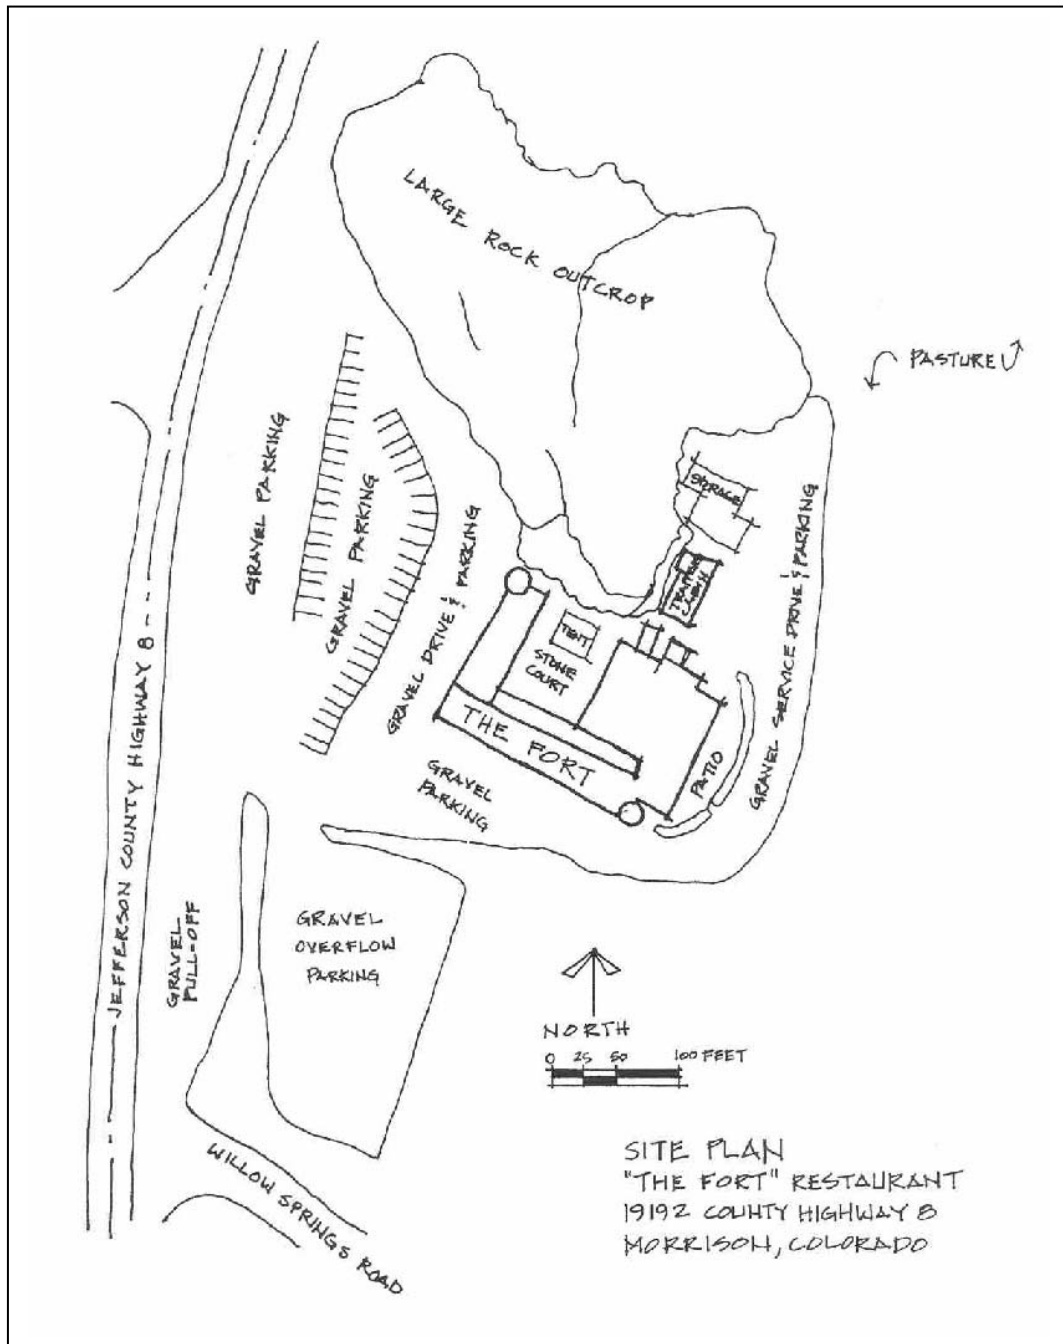 LARGE ROCK OUTCROP
PASTURE
GRAVEL PARKING
GRAVEL PARKING
GRAVEL DRIVE & PARKING
STORAGE
TRADERS CABIN
TENT
STONE
COURT
THE FORT
GRAVEL
PARKING
PATIO
GRAVEL SERVICE DRIVE & PARKING
JEFFERSON COUNTY HIGHWAY 8
GRAVEL
PULL-OFF
GRAVEL
OVERFLOW
PARKING
NORTH
0 25 50 100 FEET
WILLOW SPRINGS ROAD
SITE PLAN
"THE FORT" RESTAURANT
19192 COUNTY HIGHWAY 8
MORRISON, COLORADO